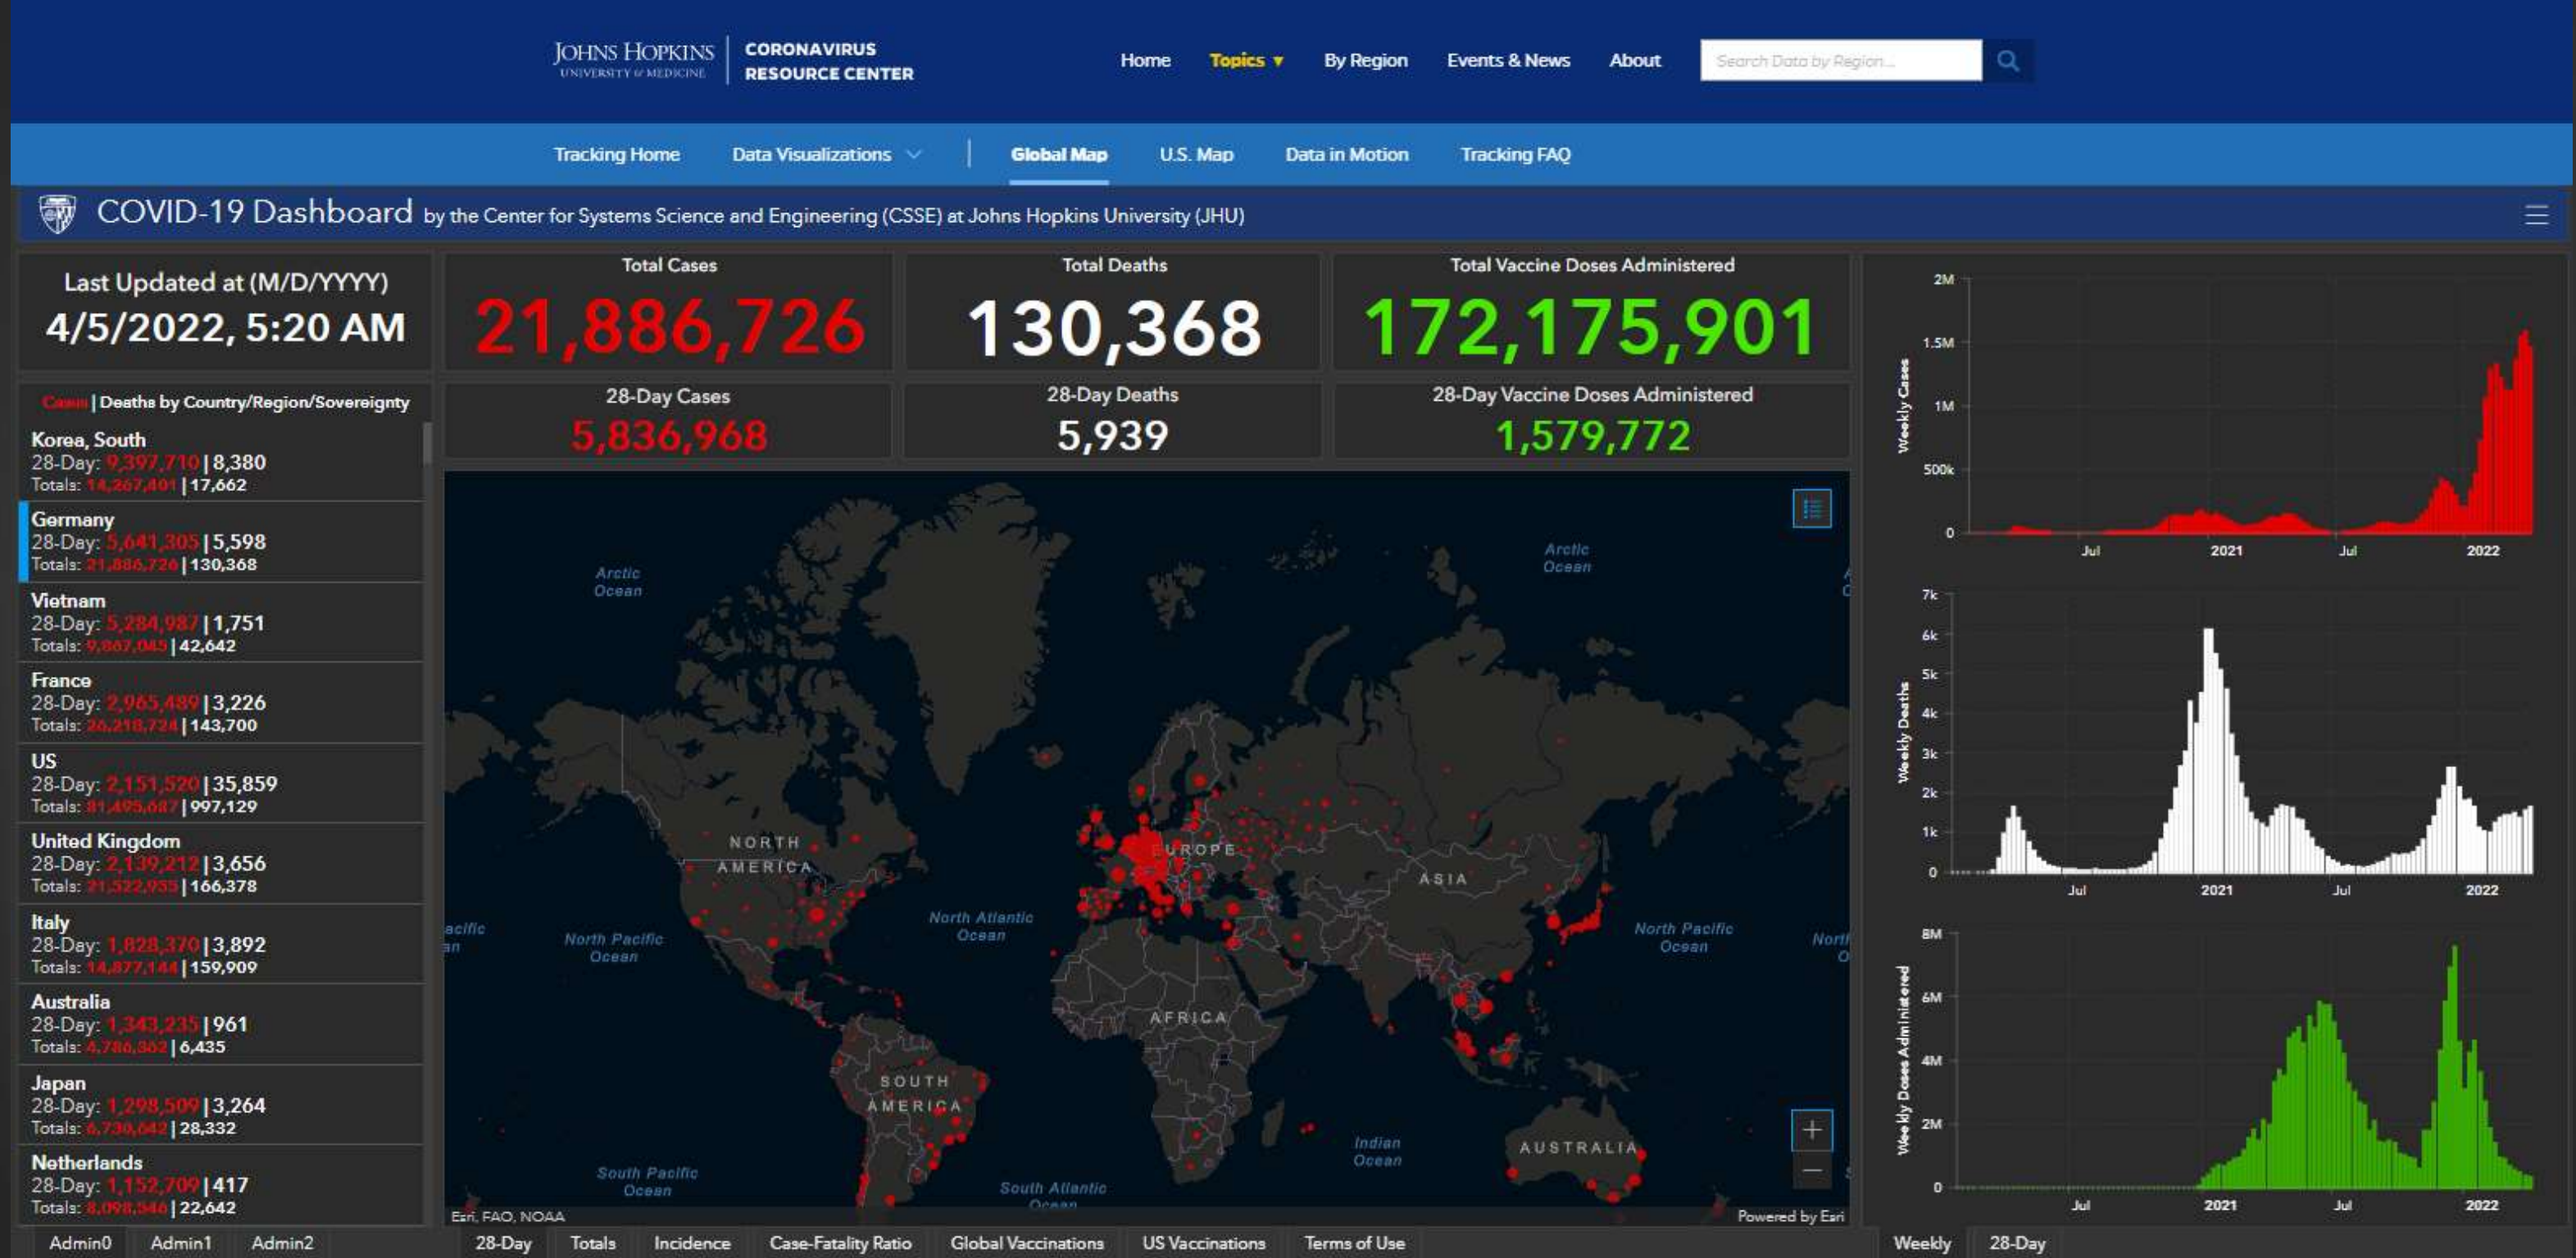 JOHNS HOPKINS
UNIVERSITY of MEDICINE
CORONAVIRUS
RESOURCE CENTER
Home Topics ▼ By Region Events & News About Search Data by Region...
Tracking Home Data Visualizations Global Map U.S. Map Data in Motion Tracking FAQ
COVID-19 Dashboard by the Center for Systems Science and Engineering (CSSE) at Johns Hopkins University (JHU)
Last Updated at (M/D/YYYY)
4/5/2022, 5:20 AM
Cases | Deaths by Country/Region/Sovereignty
Korea, South
28-Day: 9,397,710 | 8,380
Totals: 14,267,401 | 17,662
Germany
28-Day: 5,641,305 | 5,598
Totals: 21,886,726 | 130,368
Vietnam
28-Day: 5,284,987 | 1,751
Totals: 9,867,045 | 42,642
France
28-Day: 2,965,489 | 3,226
Totals: 26,218,724 | 143,700
US
28-Day: 2,151,520 | 35,859
Totals: 81,495,687 | 997,129
United Kingdom
28-Day: 2,139,212 | 3,656
Totals: 21,522,935 | 166,378
Italy
28-Day: 1,828,370 | 3,892
Totals: 14,877,144 | 159,909
Australia
28-Day: 1,343,235 | 961
Totals: 4,786,362 | 6,435
Japan
28-Day: 1,298,509 | 3,264
Totals: 6,730,642 | 28,332
Netherlands
28-Day: 1,152,709 | 417
Totals: 8,098,546 | 22,642
Admin0 Admin1 Admin2
Total Cases
21,886,726
Total Deaths
130,368
Total Vaccine Doses Administered
172,175,901
28-Day Cases
5,836,968
28-Day Deaths
5,939
28-Day Vaccine Doses Administered
1,579,772
Arctic
Ocean
Arctic
Ocean
NORTH
AMERICA
EUROPE
ASIA
acific
an
North Pacific
Ocean
North Atlantic
Ocean
North Pacific
Ocean
North
O
AFRICA
SOUTH
AMERICA
Indian
Ocean
AUSTRALIA
South Pacific
Ocean
South Atlantic
Ocean
+
−
Esri, FAO, NOAA
Powered by Esri
28-Day Totals Incidence Case-Fatality Ratio Global Vaccinations US Vaccinations Terms of Use
Weekly Cases
2M
1.5M
1M
500k
0
Jul 2021 Jul 2022
Weekly Deaths
7k
6k
5k
4k
3k
2k
1k
0
Jul 2021 Jul 2022
Weekly Doses Administered
8M
6M
4M
2M
0
Jul 2021 Jul 2022
Weekly 28-Day